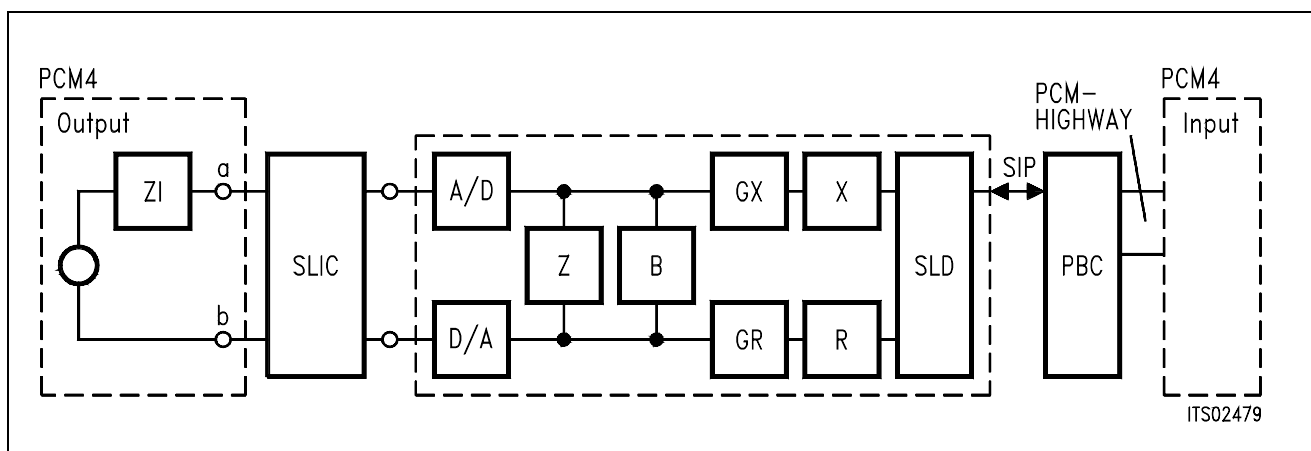 PCM4
Output
ZI
a
b
SLIC
A/D
D/A
Z
B
GX
X
GR
R
SLD
SIP
PBC
PCM-
HIGHWAY
PCM4
Input
ITS02479